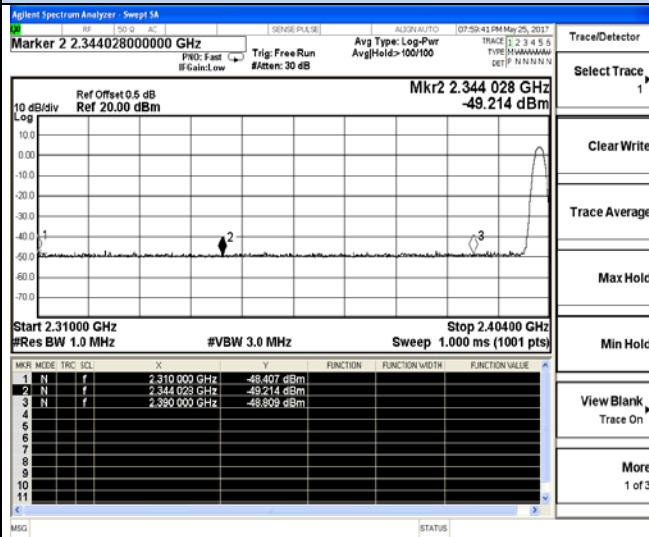 Agilent Spectrum Analyzer - Swept SA
RF 50 Ω AC SENSE:PULSE ALIGN AUTO 07:59:41 PM May 25, 2017
Marker 2 2.344028000000 GHz
PNO: Fast
IFGain:Low
Trig: Free Run
#Atten: 30 dB
Avg Type: Log-Pwr
Avg|Hold:> 100/100
TRACE 1 2 3 4 5 6
TYPE
DET P N N N N N
Ref Offset 0.5 dB
Ref 20.00 dBm
10 dB/div
Log
Mkr2 2.344 028 GHz
-49.214 dBm
10.0
0.00
-10.0
-20.0
-30.0
-40.0
-50.0
-60.0
-70.0
1
2
3
Start 2.31000 GHz
Stop 2.40400 GHz
#Res BW 1.0 MHz
#VBW 3.0 MHz
Sweep 1.000 ms (1001 pts)
MKR MODE TRC SCL X Y FUNCTION FUNCTION WIDTH FUNCTION VALUE
1 N f 2.310 000 GHz -48.407 dBm
2 N f 2.344 028 GHz -49.214 dBm
3 N f 2.390 000 GHz -48.809 dBm
4
5
6
7
8
9
10
11
MSG
STATUS
Trace/Detector
Select Trace
1
Clear Write
Trace Average
Max Hold
Min Hold
View Blank
Trace On
More
1 of 3